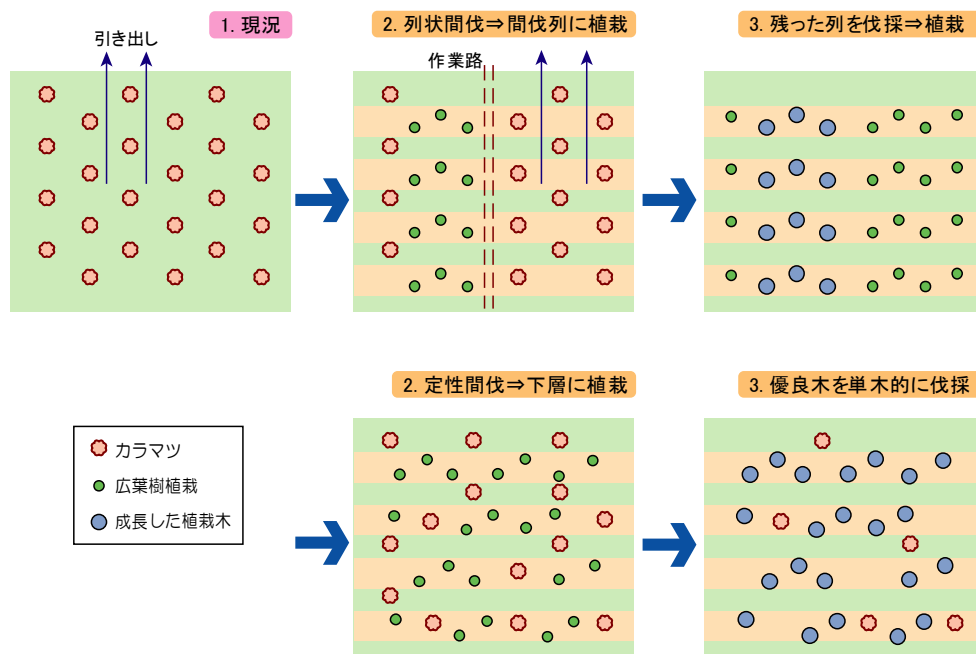 1. 現況
2. 列状間伐⇒間伐列に植栽
3. 残った列を伐採⇒植栽
引き出し
作業路
2. 定性間伐⇒下層に植栽
3. 優良木を単木的に伐採
カラマツ
広葉樹植栽
成長した植栽木